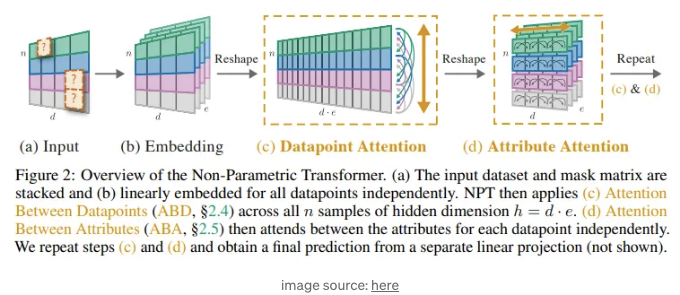 n ? ? ? d
n d e
Reshape
n d · e
Reshape
n d e
Repeat
(c) & (d)
(a) Input (b) Embedding (c) Datapoint Attention (d) Attribute Attention
Figure 2: Overview of the Non-Parametric Transformer. (a) The input dataset and mask matrix are
stacked and (b) linearly embedded for all datapoints independently. NPT then applies (c) Attention
Between Datapoints (ABD, §2.4) across all n samples of hidden dimension h = d · e. (d) Attention
Between Attributes (ABA, §2.5) then attends between the attributes for each datapoint independently.
We repeat steps (c) and (d) and obtain a final prediction from a separate linear projection (not shown).
image source: here